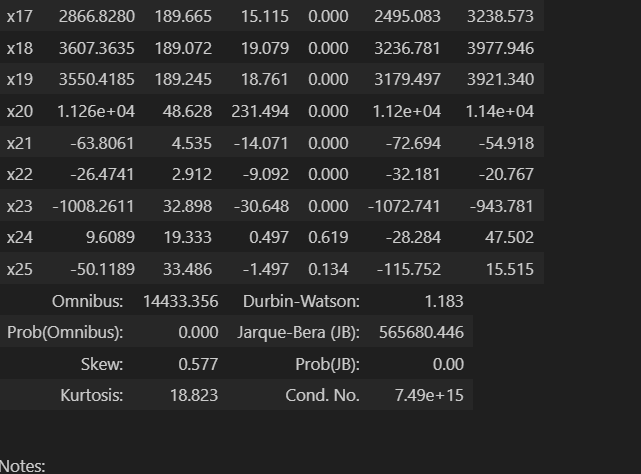 x17 2866.8280 189.665 15.115 0.000 2495.083 3238.573
x18 3607.3635 189.072 19.079 0.000 3236.781 3977.946
x19 3550.4185 189.245 18.761 0.000 3179.497 3921.340
x20 1.126e+04 48.628 231.494 0.000 1.12e+04 1.14e+04
x21 -63.8061 4.535 -14.071 0.000 -72.694 -54.918
x22 -26.4741 2.912 -9.092 0.000 -32.181 -20.767
x23 -1008.2611 32.898 -30.648 0.000 -1072.741 -943.781
x24 9.6089 19.333 0.497 0.619 -28.284 47.502
x25 -50.1189 33.486 -1.497 0.134 -115.752 15.515
Omnibus: 14433.356 Durbin-Watson: 1.183
Prob(Omnibus): 0.000 Jarque-Bera (JB): 565680.446
Skew: 0.577 Prob(JB): 0.00
Kurtosis: 18.823 Cond. No. 7.49e+15
Notes: